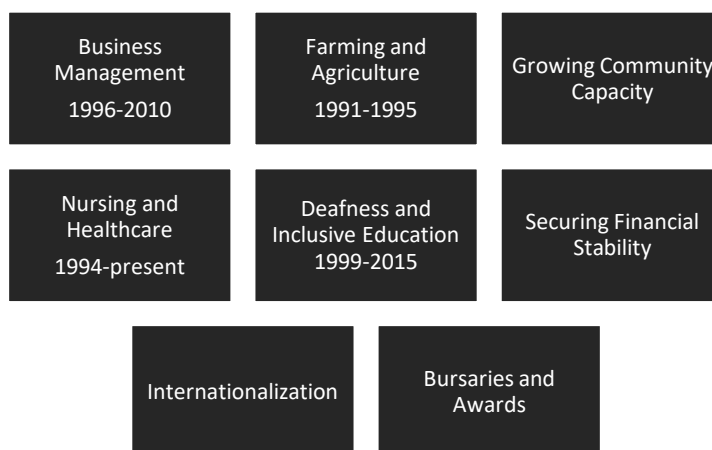 Business
Management
1996-2010
Farming and
Agriculture
1991-1995
Growing Community
Capacity
Nursing and
Healthcare
1994-present
Deafness and
Inclusive Education
1999-2015
Securing Financial
Stability
Internationalization
Bursaries and
Awards